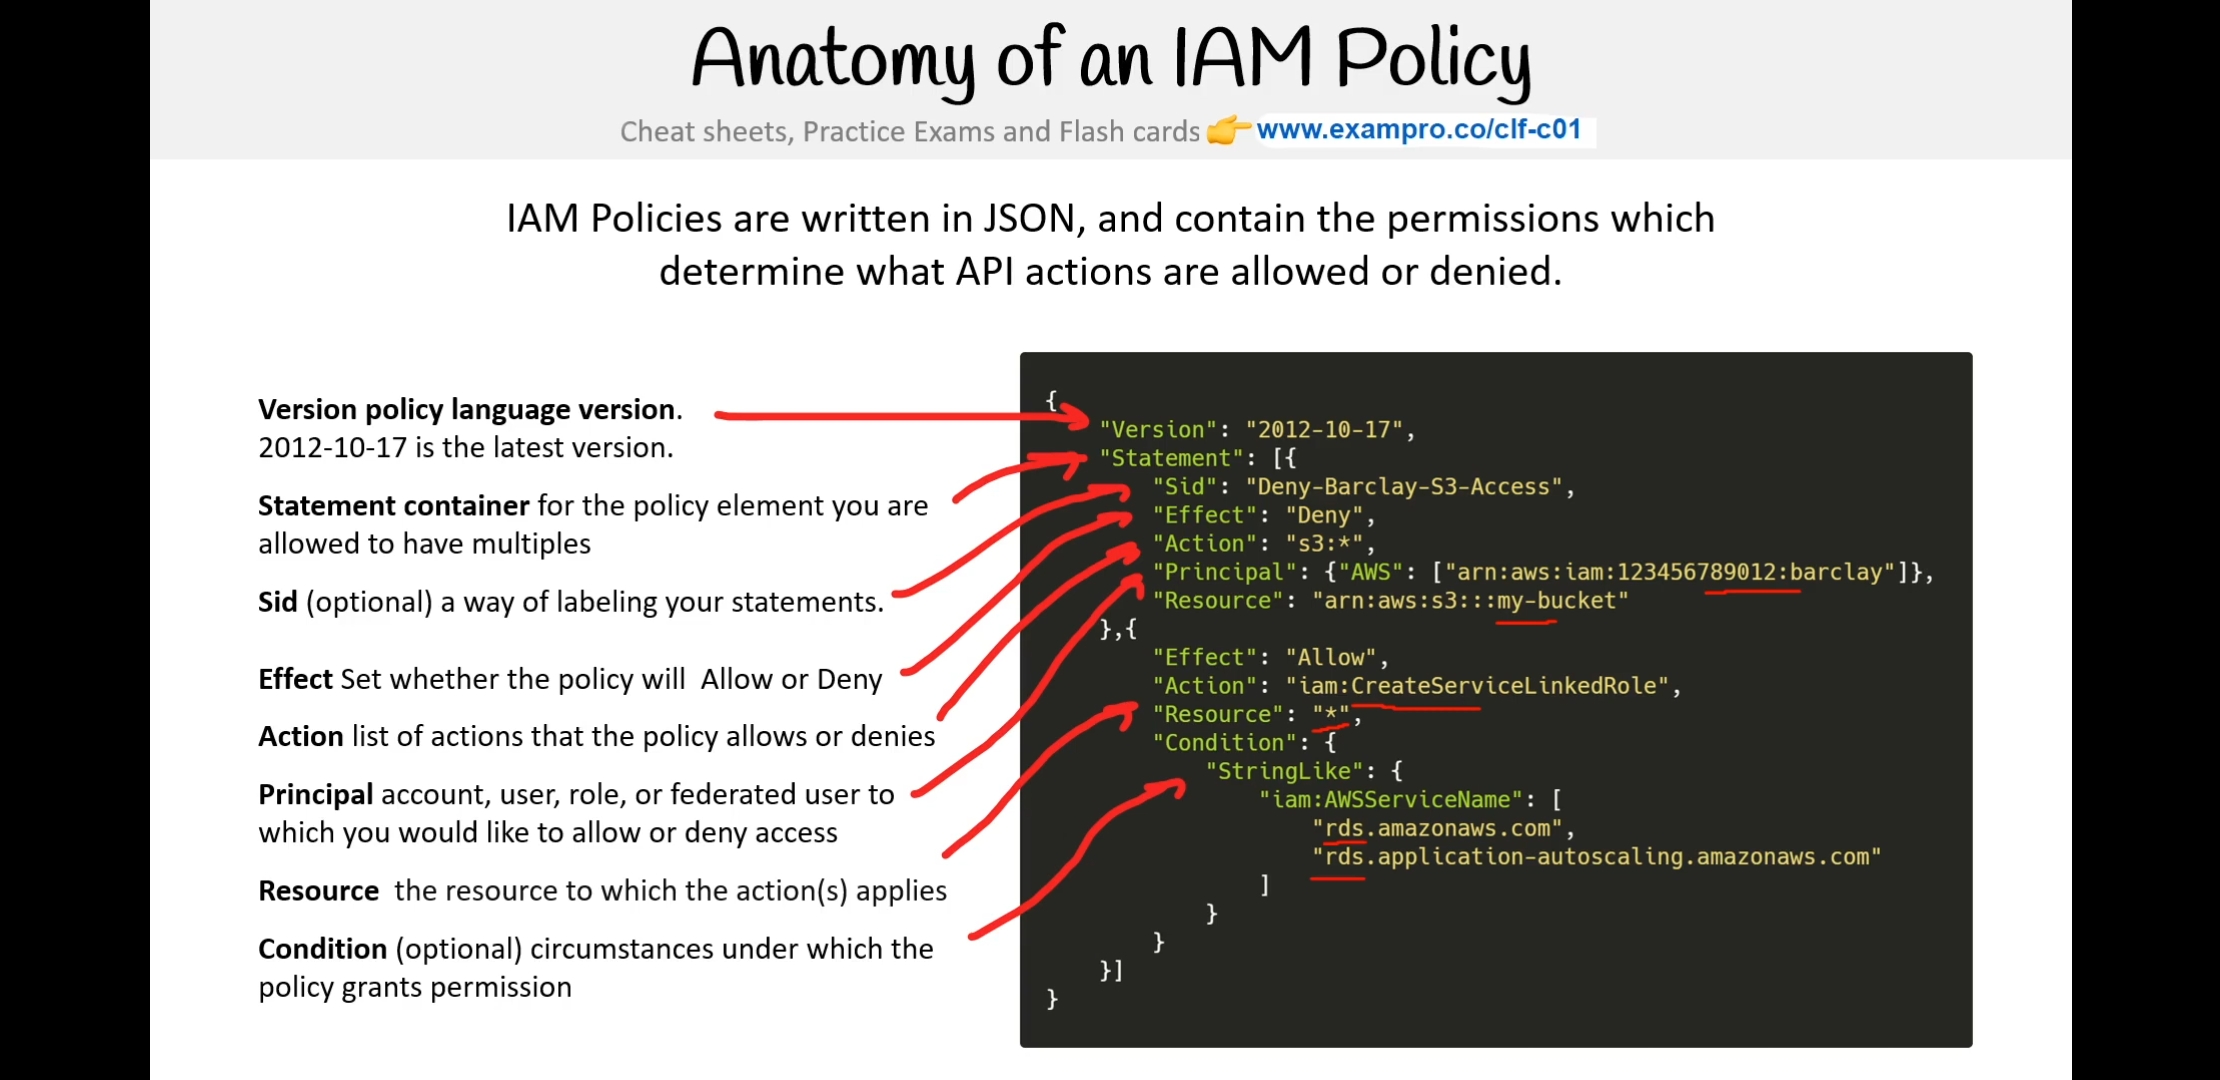 Anatomy of an IAM Policy
Cheat sheets, Practice Exams and Flash cards 👉 www.exampro.co/clf-c01
IAM Policies are written in JSON, and contain the permissions which
determine what API actions are allowed or denied.
Version policy language version.
2012-10-17 is the latest version.
Statement container for the policy element you are
allowed to have multiples
Sid (optional) a way of labeling your statements.
Effect Set whether the policy will  Allow or Deny
Action list of actions that the policy allows or denies
Principal account, user, role, or federated user to
which you would like to allow or deny access
Resource  the resource to which the action(s) applies
Condition (optional) circumstances under which the
policy grants permission
{
    "Version": "2012-10-17",
    "Statement": [{
        "Sid": "Deny-Barclay-S3-Access",
        "Effect": "Deny",
        "Action": "s3:*",
        "Principal": {"AWS": ["arn:aws:iam:123456789012:barclay"]},
        "Resource": "arn:aws:s3:::my-bucket"
    },{
        "Effect": "Allow",
        "Action": "iam:CreateServiceLinkedRole",
        "Resource": "*",
        "Condition": {
            "StringLike": {
                "iam:AWSServiceName": [
                    "rds.amazonaws.com",
                    "rds.application-autoscaling.amazonaws.com"
                ]
            }
        }
    }]
}